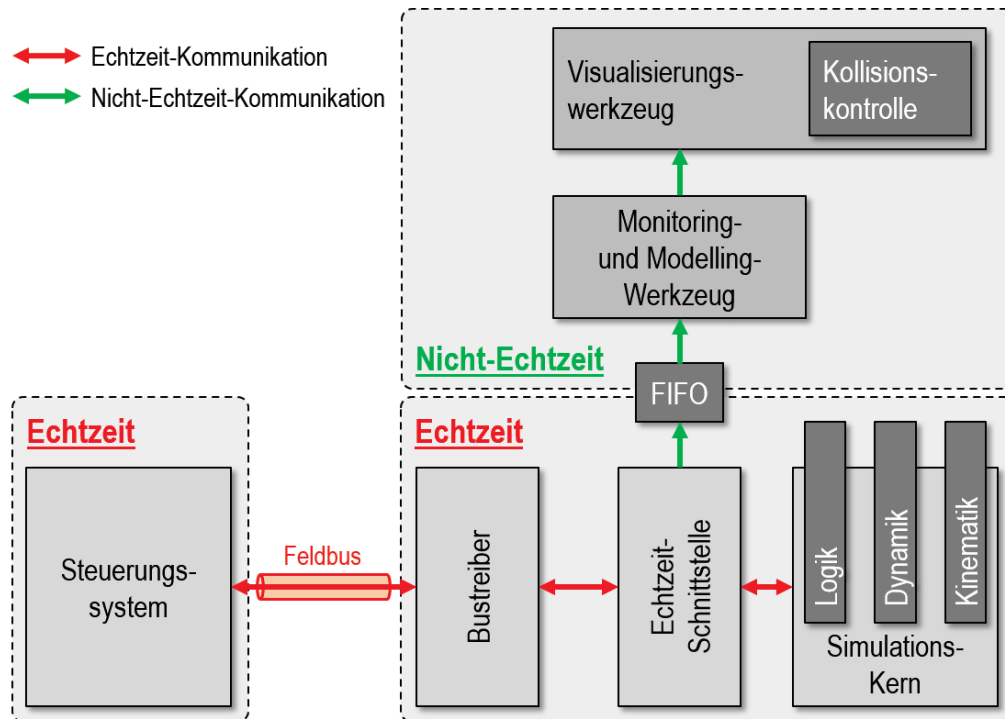 Echtzeit-Kommunikation
Nicht-Echtzeit-Kommunikation
Visualisierungs-
werkzeug
Kollisions-
kontrolle
Monitoring-
und Modelling-
Werkzeug
Nicht-Echtzeit
FIFO
Echtzeit
Steuerungs-
system
Feldbus
Echtzeit
Bustreiber
Echtzeit-
Schnittstelle
Logik
Dynamik
Kinematik
Simulations-
Kern